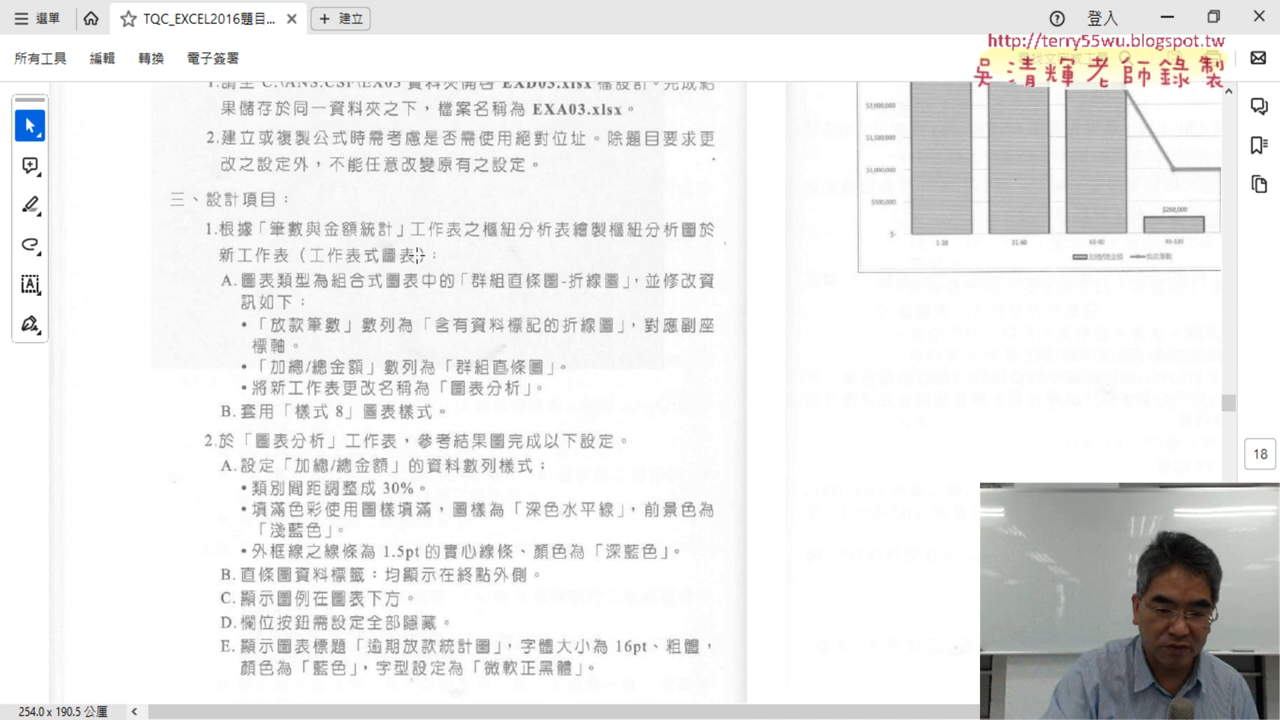 選單
TQC_EXCEL2016題目...
建立
登入
http://terry55wu.blogspot.tw
吳清輝老師錄製
所有工具
編輯
轉換
電子簽署
果儲存於同一資料夾之下，檔案名稱為 EXA03.xlsx。
2.建立或複製公式時需考慮是否需使用絕對位址。除題目要求更
改之設定外，不能任意改變原有之設定。
三、設計項目：
1.根據「筆數與金額統計」工作表之樞紐分析表繪製樞紐分析圖於
新工作表（工作表式圖表）：
A.圖表類型為組合式圖表中的「群組直條圖-折線圖」，並修改資
訊如下：
•「放款筆數」數列為「含有資料標記的折線圖」，對應副座
標軸。
•「加總/總金額」數列為「群組直條圖」。
•將新工作表更改名稱為「圖表分析」。
B.套用「樣式 8」圖表樣式。
2.於「圖表分析」工作表，參考結果圖完成以下設定。
A.設定「加總/總金額」的資料數列樣式：
•類別間距調整成 30%。
•填滿色彩使用圖樣填滿，圖樣為「深色水平線」，前景色為
「淺藍色」。
•外框線之線條為 1.5pt 的實心線條、顏色為「深藍色」。
B.直條圖資料標籤：均顯示在終點外側。
C.顯示圖例在圖表下方。
D.欄位按鈕需設定全部隱藏。
E.顯示圖表標題「逾期放款統計圖」，字體大小為 16pt、粗體，
顏色為「藍色」，字型設定為「微軟正黑體」。
$2,000,000
$1,500,000
$1,000,000
$500,000
$-
$250,000
1-30
31-60
61-90
91-120
18
254.0 x 190.5 公厘